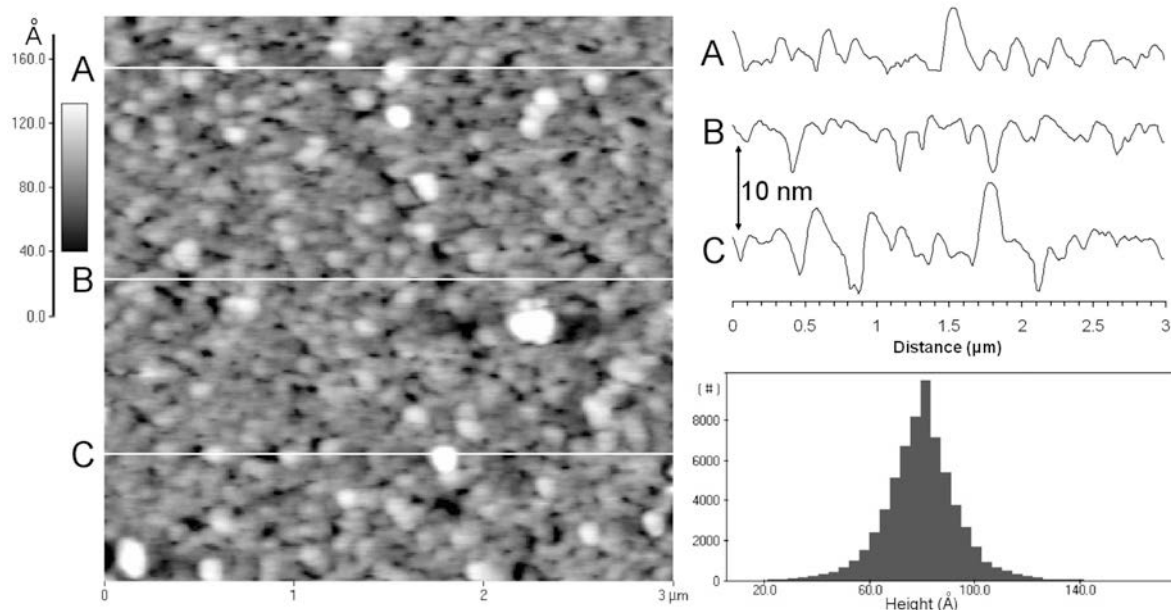 Å
160.0
120.0
80.0
40.0
0.0
A
B
C
0 1 2 3 µm
A
B
10 nm
C
0 0.5 1 1.5 2 2.5 3
Distance (µm)
(#)
8000
6000
4000
2000
0
20.0 60.0 100.0 140.0
Height (Å)